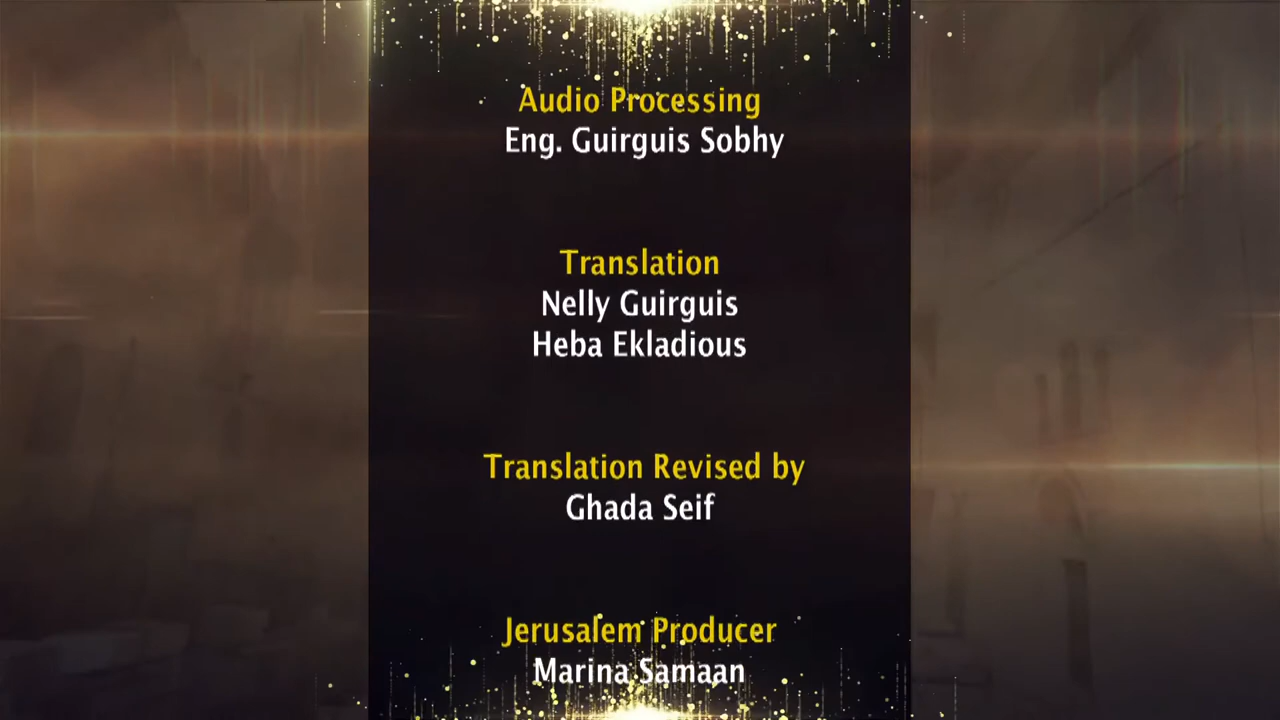 Audio Processing
Eng. Guirguis Sobhy
Translation
Nelly Guirguis
Heba Ekladious
Translation Revised by
Ghada Seif
Jerusalem Producer
Marina Samaan